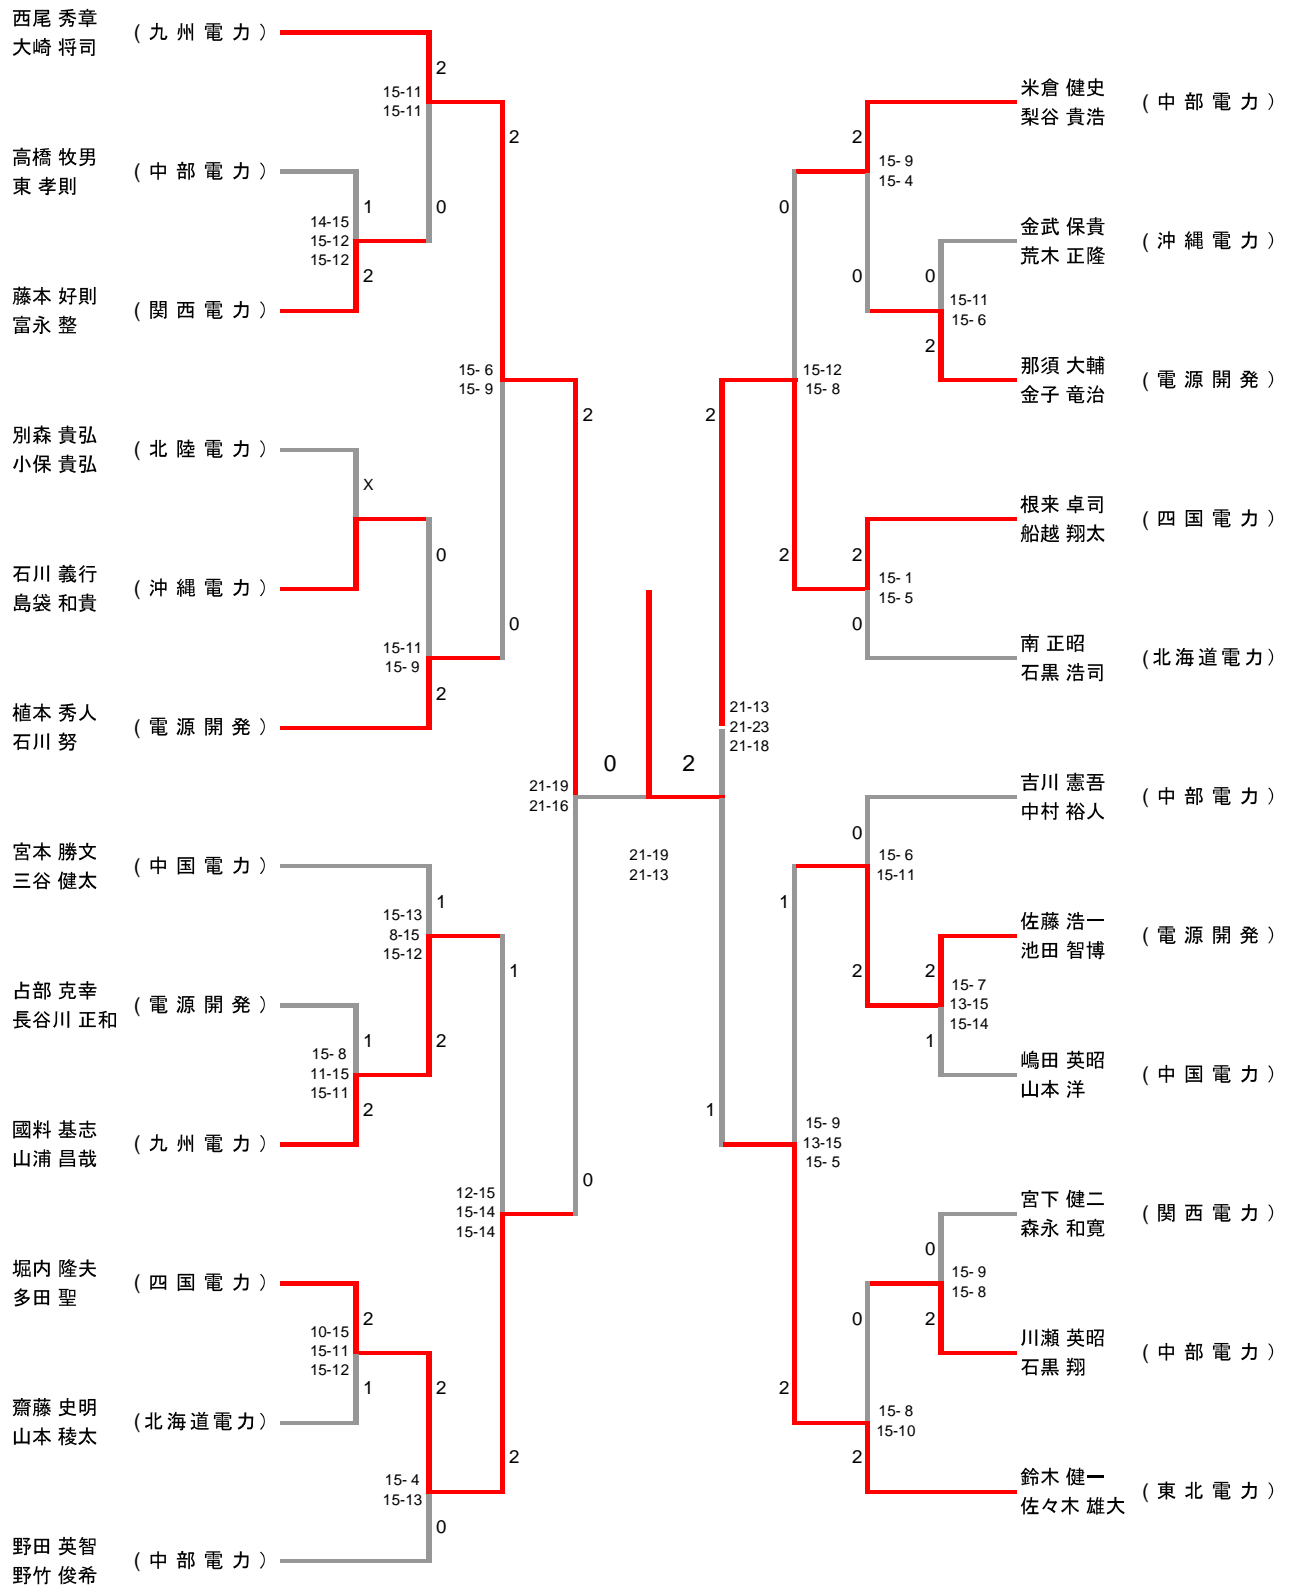 西尾 秀章
大崎 将司
( 九 州 電 力 )
2
15-11
15-11
2
高橋 牧男
東 孝則
( 中 部 電 力 )
1
0
14-15
15-12
15-12
2
藤本 好則
富永 整
( 関 西 電 力 )
15- 6
15- 9
2
別森 貴弘
小保 貴弘
( 北 陸 電 力 )
X
0
石川 義行
島袋 和貴
( 沖 縄 電 力 )
0
15-11
15- 9
2
植本 秀人
石川 努
( 電 源 開 発 )
0
2
21-19
21-16
21-19
21-13
宮本 勝文
三谷 健太
( 中 国 電 力 )
1
15-13
8-15
15-12
1
占部 克幸
長谷川 正和
( 電 源 開 発 )
1
2
15- 8
11-15
15-11
2
國料 基志
山浦 昌哉
( 九 州 電 力 )
0
12-15
15-14
15-14
堀内 隆夫
多田 聖
( 四 国 電 力 )
2
10-15
15-11
15-12
1
2
齋藤 史明
山本 稜太
(北海道電力)
2
15- 4
15-13
0
野田 英智
野竹 俊希
( 中 部 電 力 )
米倉 健史
梨谷 貴浩
( 中 部 電 力 )
2
15- 9
15- 4
0
金武 保貴
荒木 正隆
( 沖 縄 電 力 )
0
0
15-11
15- 6
2
那須 大輔
金子 竜治
( 電 源 開 発 )
15-12
15- 8
2
根来 卓司
船越 翔太
( 四 国 電 力 )
2
2
15- 1
15- 5
0
南 正昭
石黒 浩司
(北海道電力)
21-13
21-23
21-18
吉川 憲吾
中村 裕人
( 中 部 電 力 )
0
15- 6
15-11
1
佐藤 浩一
池田 智博
( 電 源 開 発 )
2
2
15- 7
13-15
15-14
1
嶋田 英昭
山本 洋
( 中 国 電 力 )
1
15- 9
13-15
15- 5
宮下 健二
森永 和寛
( 関 西 電 力 )
0
15- 9
15- 8
0
2
川瀬 英昭
石黒 翔
( 中 部 電 力 )
2
15- 8
15-10
2
鈴木 健一
佐々木 雄大
( 東 北 電 力 )